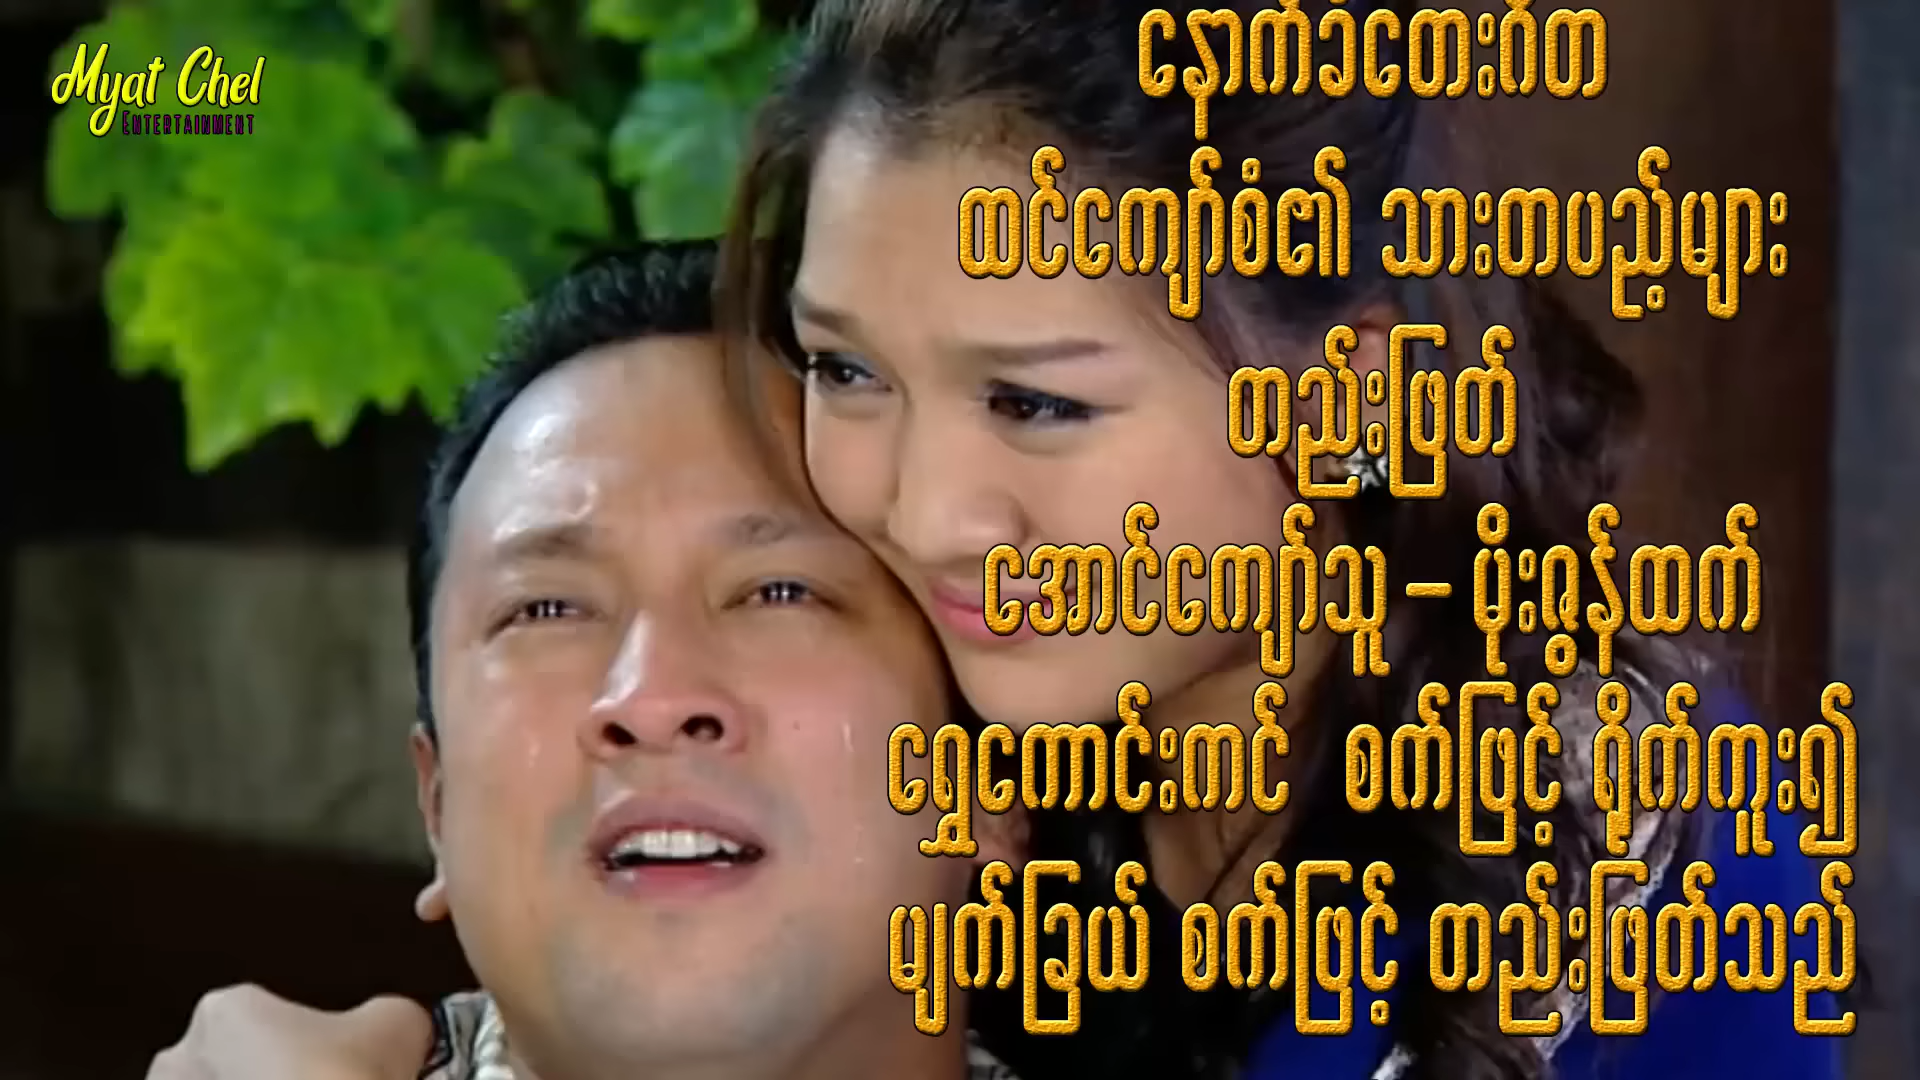 Myat Chel
ENTERTAINMENT
နောက်ခံတေးဂီတ
ထင်ကျော်စံ၏ သားတပည့်များ
တည်းဖြတ်
အောင်ကျော်သူ – မိုးဇွန်ထက်
ရွှေကောင်းကင် စက်ဖြင့် ရိုက်ကူး၍
မျက်ခြယ် စက်ဖြင့် တည်းဖြတ်သည်